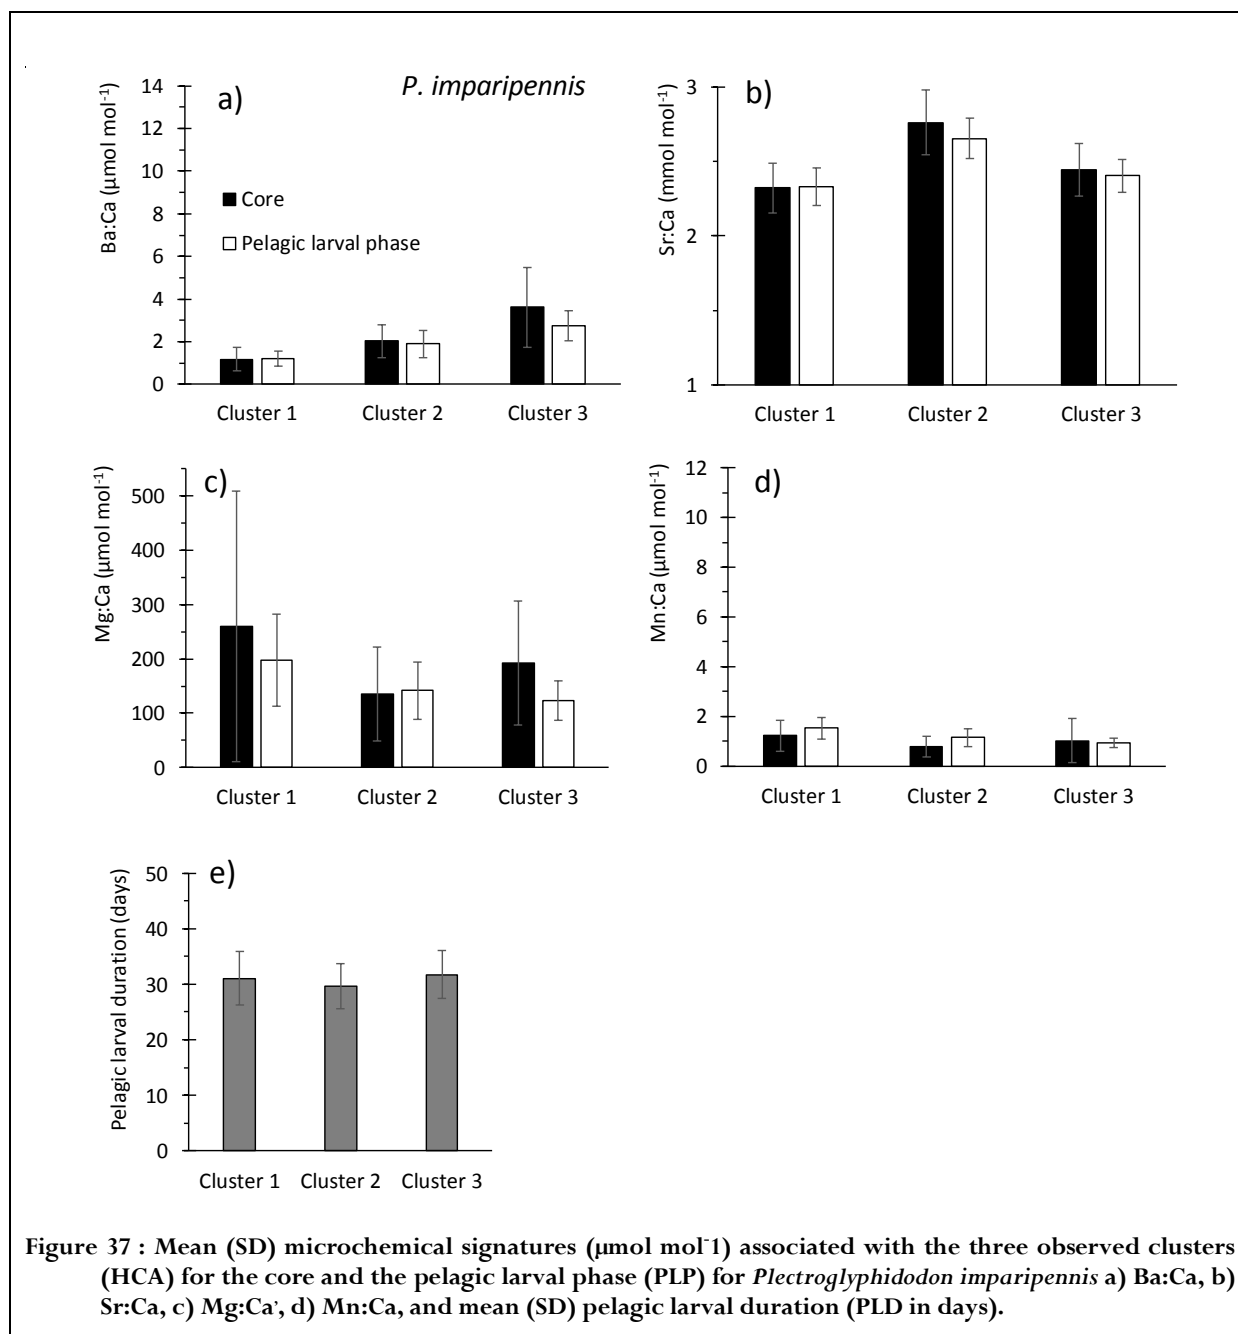 a)
P. imparipennis
Ba:Ca (µmol mol⁻¹)
14
12
10
8
6
4
2
0
Core
Pelagic larval phase
Cluster 1 Cluster 2 Cluster 3
b)
Sr:Ca (mmol mol⁻¹)
3
2
1
Cluster 1 Cluster 2 Cluster 3
c)
Mg:Ca (µmol mol⁻¹)
500
400
300
200
100
0
Cluster 1 Cluster 2 Cluster 3
d)
Mn:Ca (µmol mol⁻¹)
12
10
8
6
4
2
0
Cluster 1 Cluster 2 Cluster 3
e)
Pelagic larval duration (days)
50
40
30
20
10
0
Cluster 1 Cluster 2 Cluster 3
Figure 37 : Mean (SD) microchemical signatures (µmol mol⁻1) associated with the three observed clusters
(HCA) for the core and the pelagic larval phase (PLP) for Plectroglyphidodon imparipennis a) Ba:Ca, b)
Sr:Ca, c) Mg:Ca, d) Mn:Ca, and mean (SD) pelagic larval duration (PLD in days).